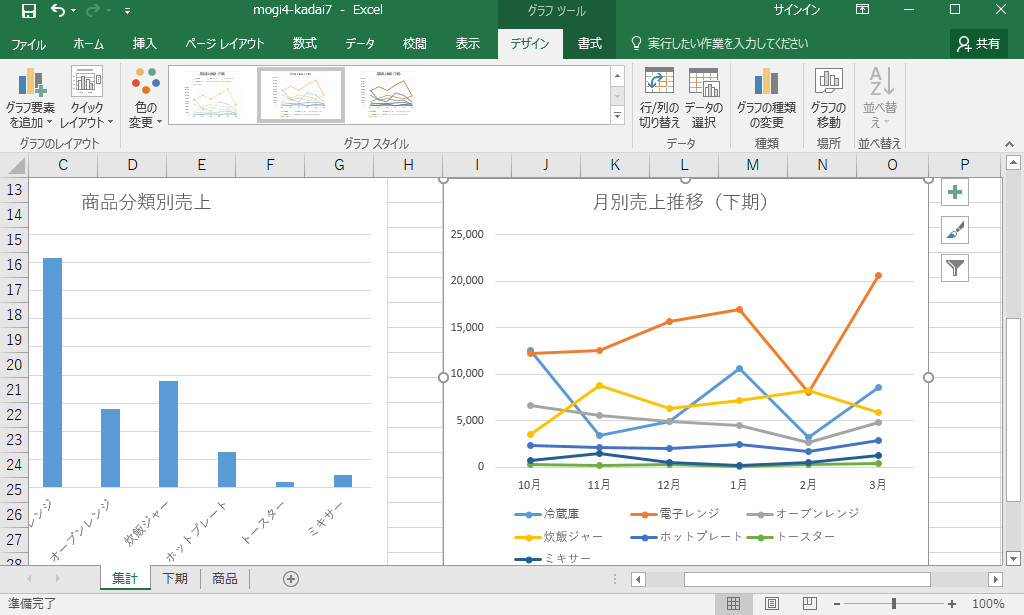 mogi4-kadai7 - Excel
グラフ ツール
サインイン
ファイル ホーム 挿入 ページ レイアウト 数式 データ 校閲 表示 デザイン 書式 実行したい作業を入力してください 共有
グラフ要素を追加
クイックレイアウト
色の変更
行/列の切り替え
データの選択
グラフの種類の変更
グラフの移動
並べ替え
グラフのレイアウト グラフ スタイル データ 種類 場所 並べ替え
C D E F G H I J K L M N O P
13
14
15
16
17
18
19
20
21
22
23
24
25
26
27
28
商品分類別売上
レンジ
オーブンレンジ
炊飯ジャー
ホットプレート
トースター
ミキサー
月別売上推移（下期）
25,000
20,000
15,000
10,000
5,000
0
10月 11月 12月 1月 2月 3月
冷蔵庫 電子レンジ オーブンレンジ
炊飯ジャー ホットプレート トースター
ミキサー
集計 下期 商品
準備完了
100%